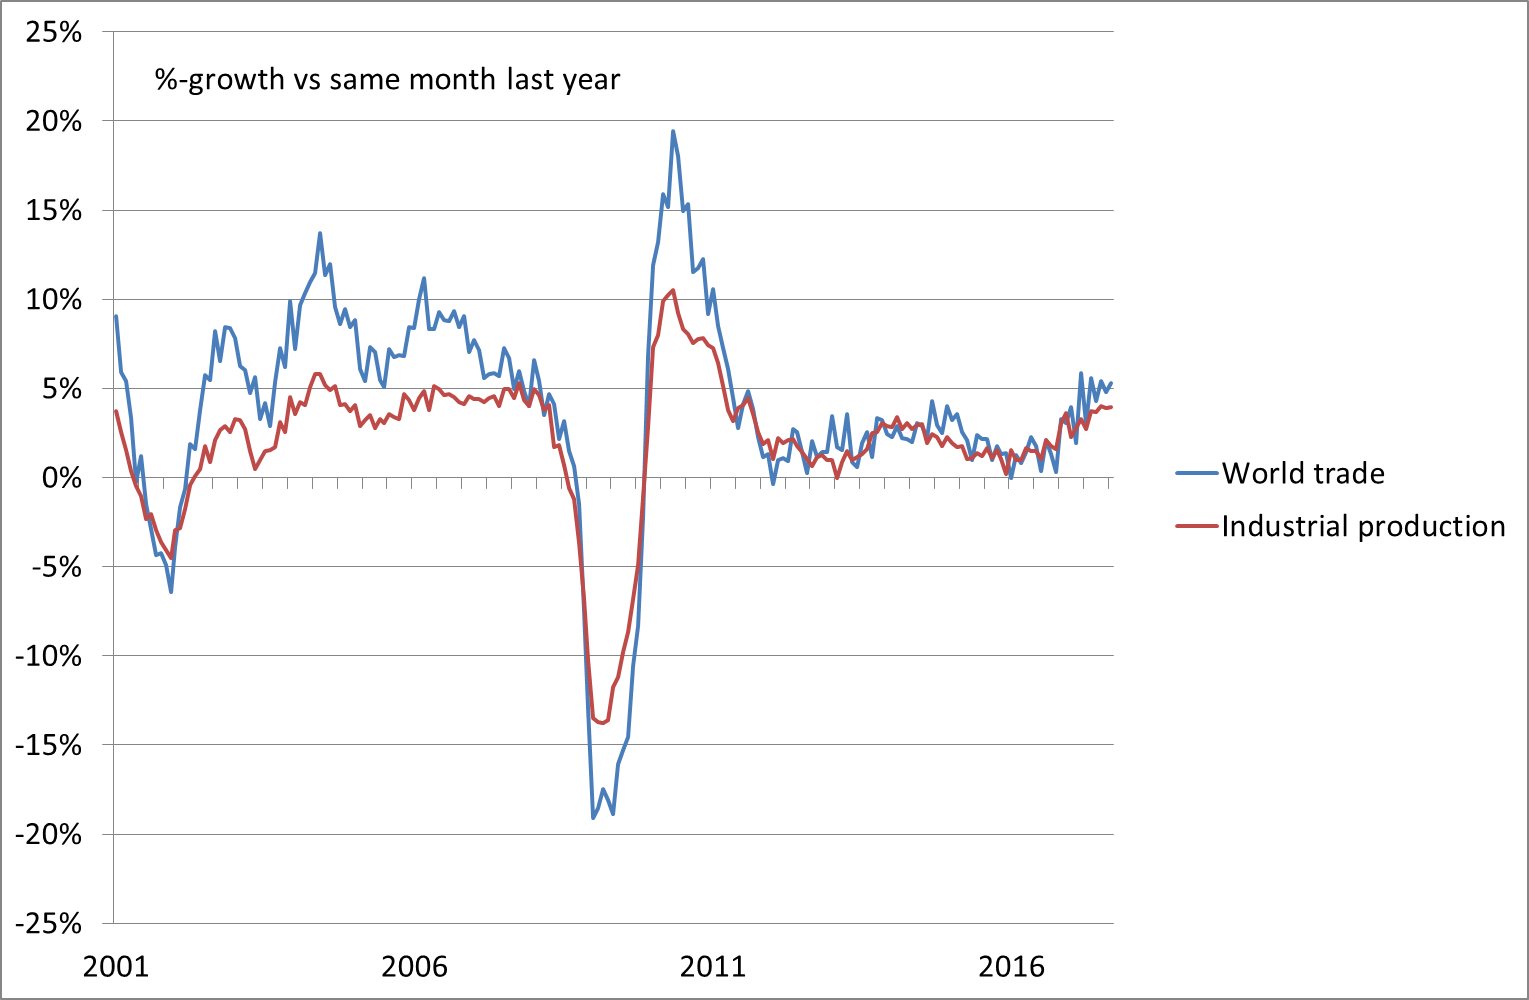 25%
%-growth vs same month last year
20%
15%
10%
5%
0%
World trade
Industrial production
-5%
-10%
-15%
-20%
-25%
2001 2006 2011 2016